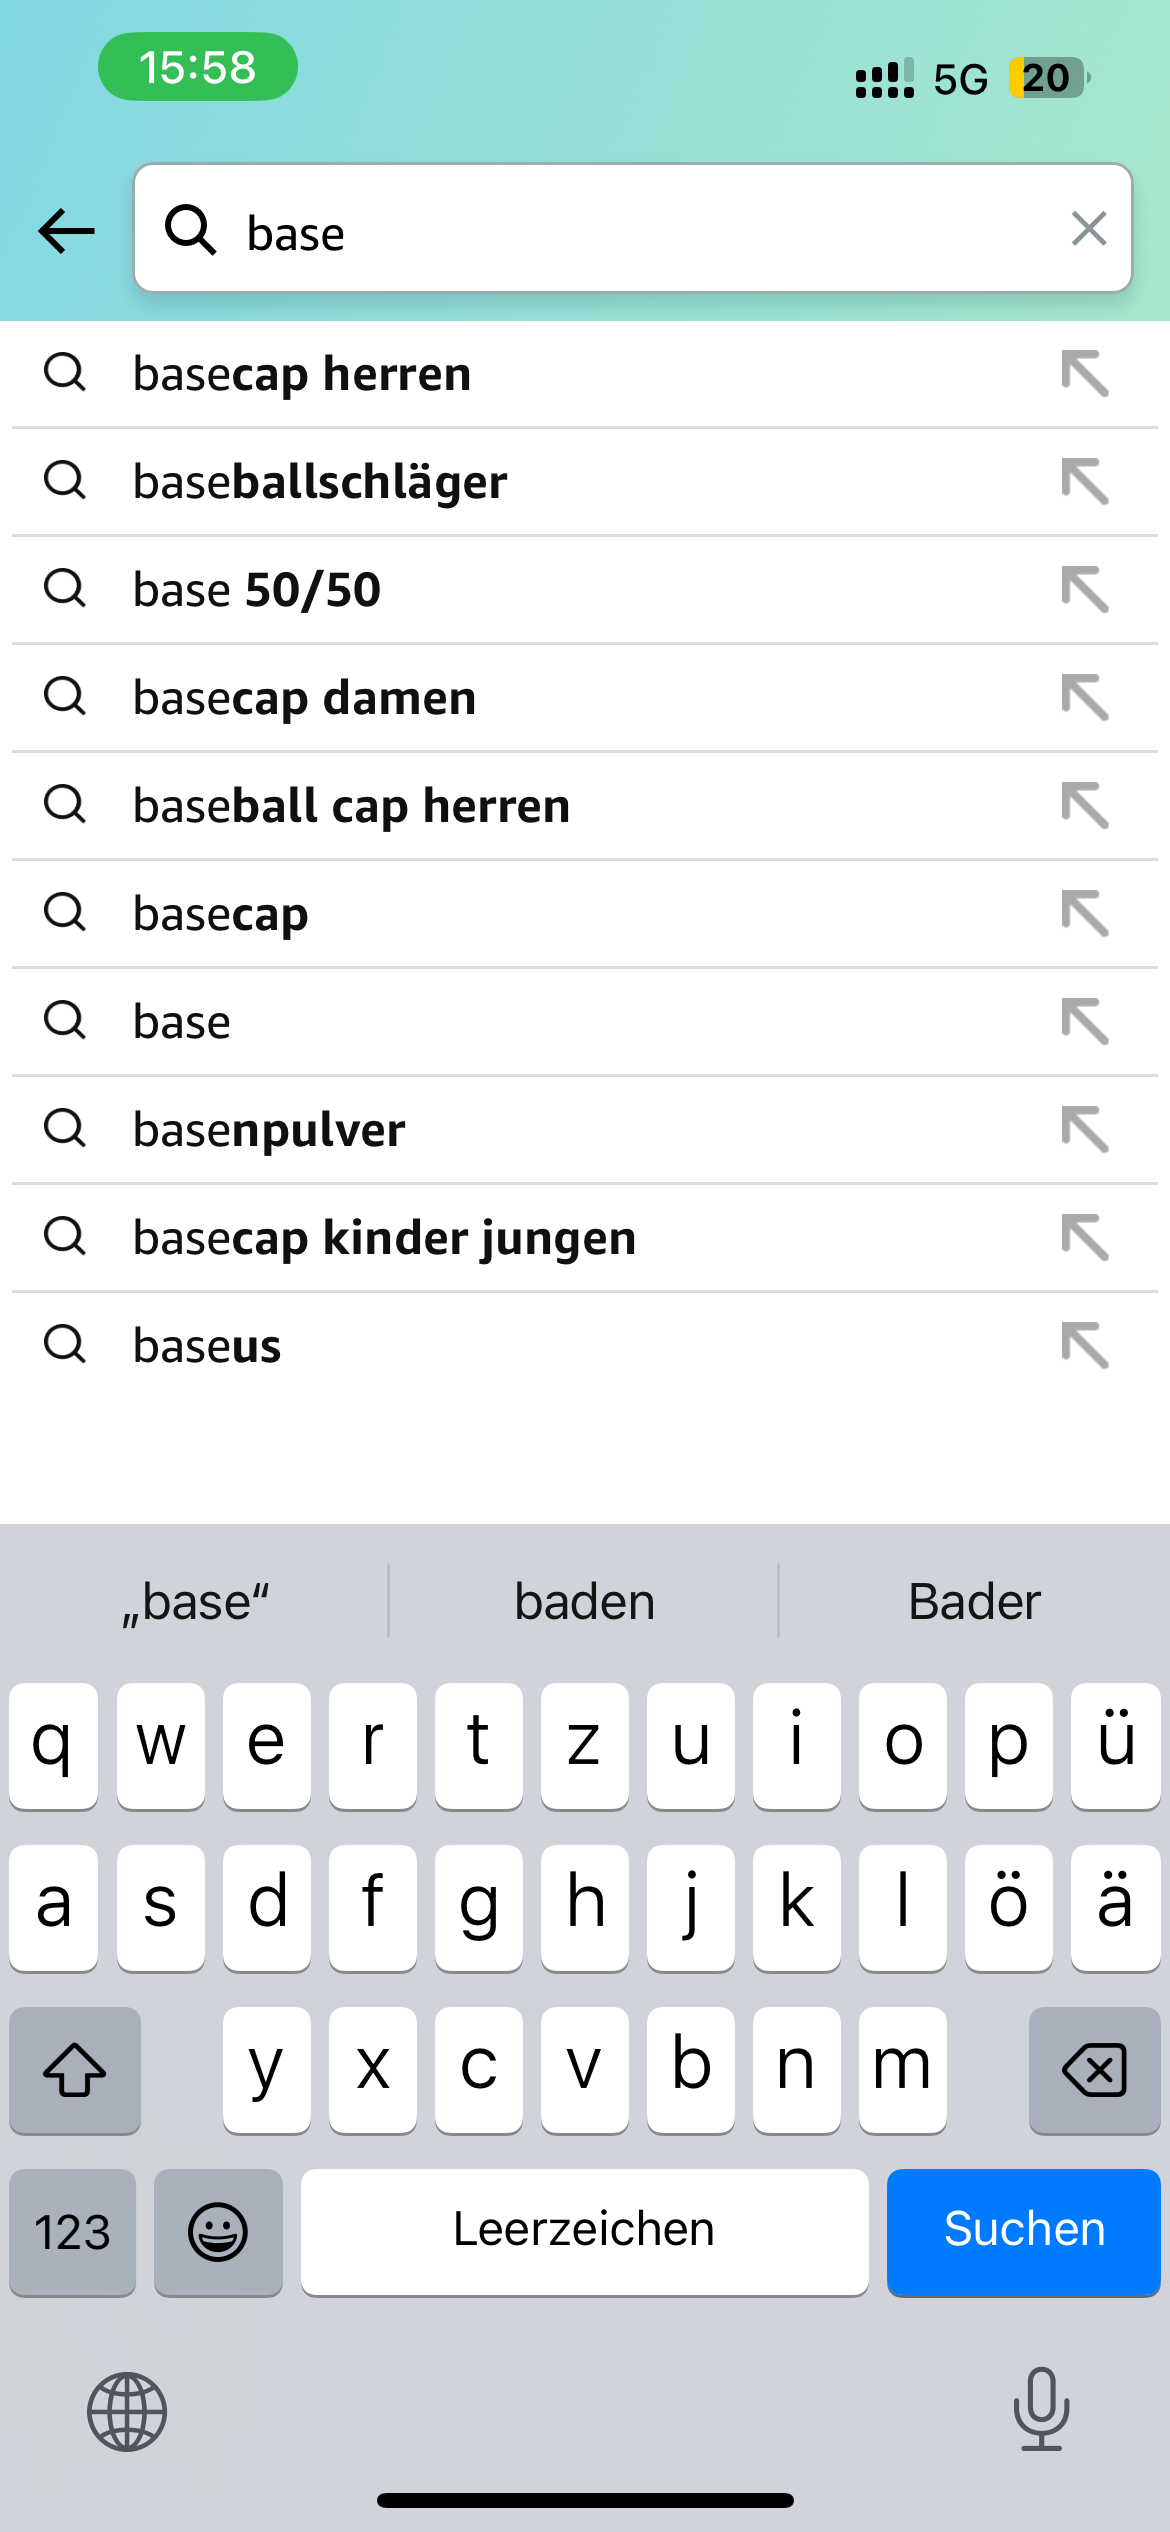 15:58 5G 20
base
basecap herren
baseballschläger
base 50/50
basecap damen
baseball cap herren
basecap
base
basenpulver
basecap kinder jungen
baseus
„base“ baden Bader
q w e r t z u i o p ü
a s d f g h j k l ö ä
y x c v b n m
123 Leerzeichen Suchen